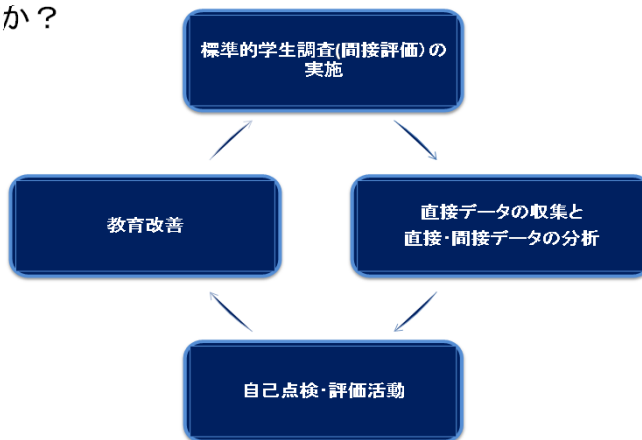 か？
標準的学生調査(間接評価）の
実施
教育改善
直接データの収集と
直接・間接データの分析
自己点検・評価活動